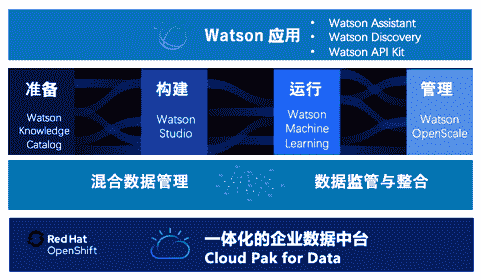 Watson 应用
• Watson Assistant
• Watson Discovery
• Watson API Kit
准备
Watson
Knowledge
Catalog
构建
Watson
Studio
运行
Watson
Machine
Learning
管理
Watson
OpenScale
混合数据管理
数据监管与整合
Red Hat
OpenShift
一体化的企业数据中台
Cloud Pak for Data